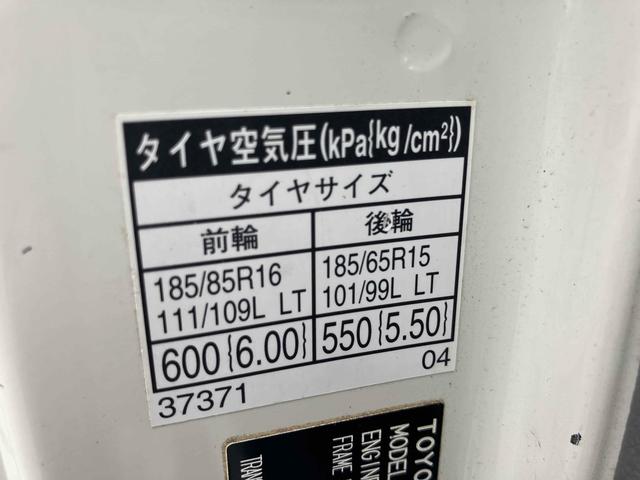 タイヤ空気圧(kPa{kg/cm²})
タイヤサイズ
前輪 後輪
185/85R16 185/65R15
111/109L LT 101/99L LT
600{6.00} 550{5.50}
37371 04
TOYO
MODEL
ENGINE
FRAME
TRAN